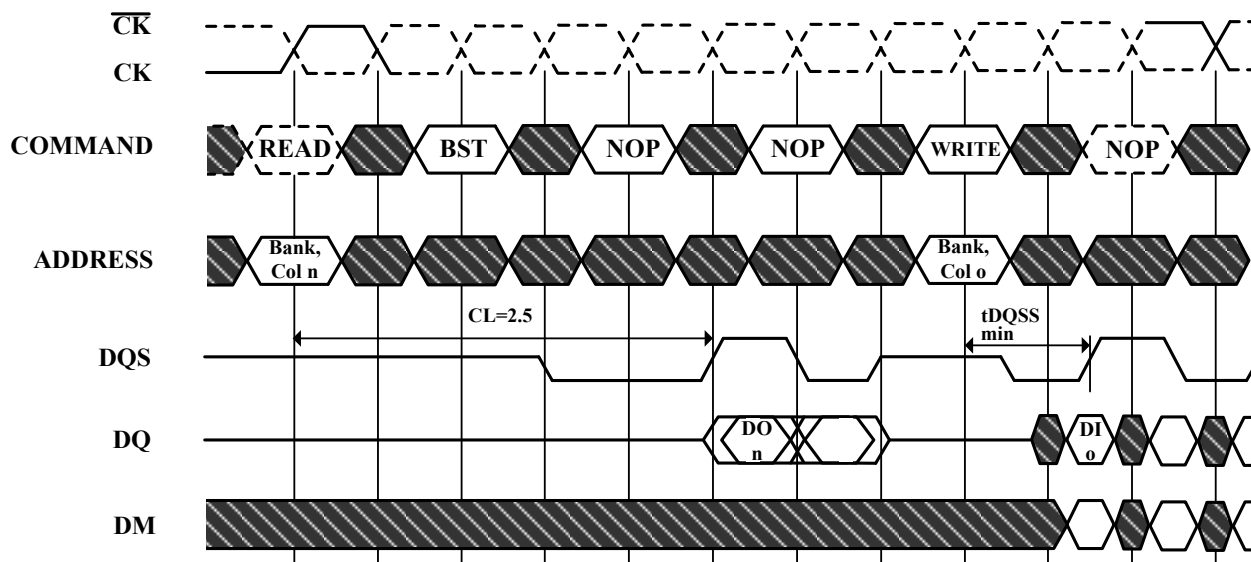 C̅K̅
CK
COMMAND
READ
BST
NOP
NOP
WRITE
NOP
ADDRESS
Bank,
Col n
Bank,
Col o
CL=2.5
tDQSS
min
DQS
DQ
DO
n
DI
o
DM